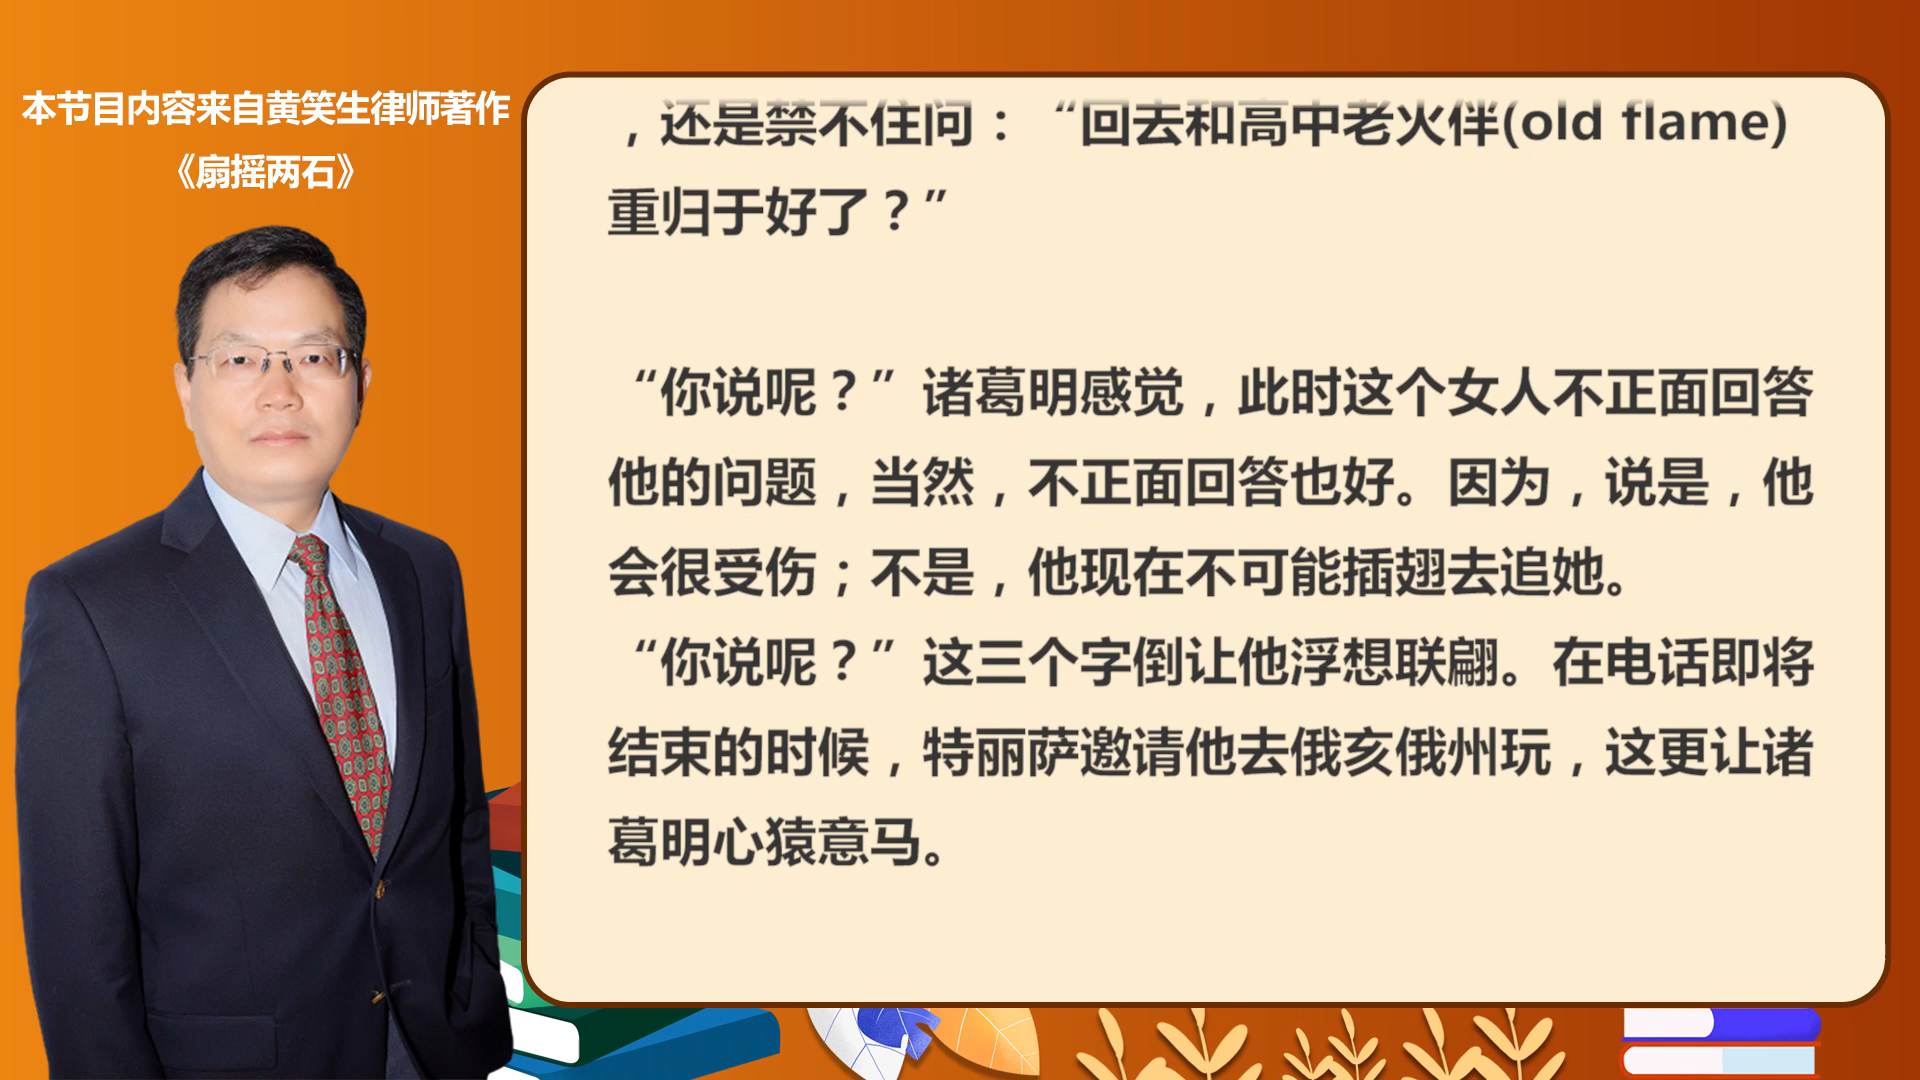 本节目内容来自黄笑生律师著作
《扇摇两石》
，还是禁不住问：“回去和高中老火伴(old flame)
重归于好了？”
“你说呢？”诸葛明感觉，此时这个女人不正面回答
他的问题，当然，不正面回答也好。因为，说是，他
会很受伤；不是，他现在不可能插翅去追她。
“你说呢？”这三个字倒让他浮想联翩。在电话即将
结束的时候，特丽萨邀请他去俄亥俄州玩，这更让诸
葛明心猿意马。